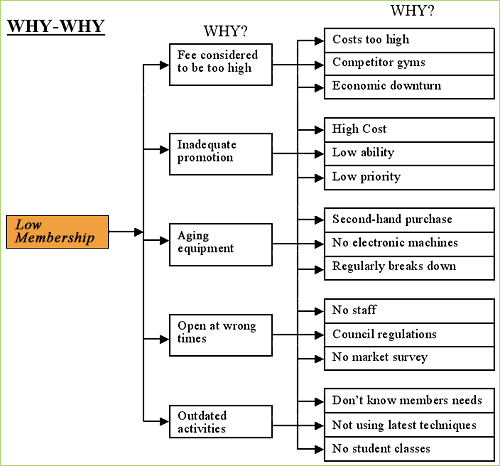 WHY-WHY
WHY?
WHY?
Low
Membership
Fee considered
to be too high
Costs too high
Competitor gyms
Economic downturn
Inadequate
promotion
High Cost
Low ability
Low priority
Aging
equipment
Second-hand purchase
No electronic machines
Regularly breaks down
Open at wrong
times
No staff
Council regulations
No market survey
Outdated
activities
Don't know members needs
Not using latest techniques
No student classes